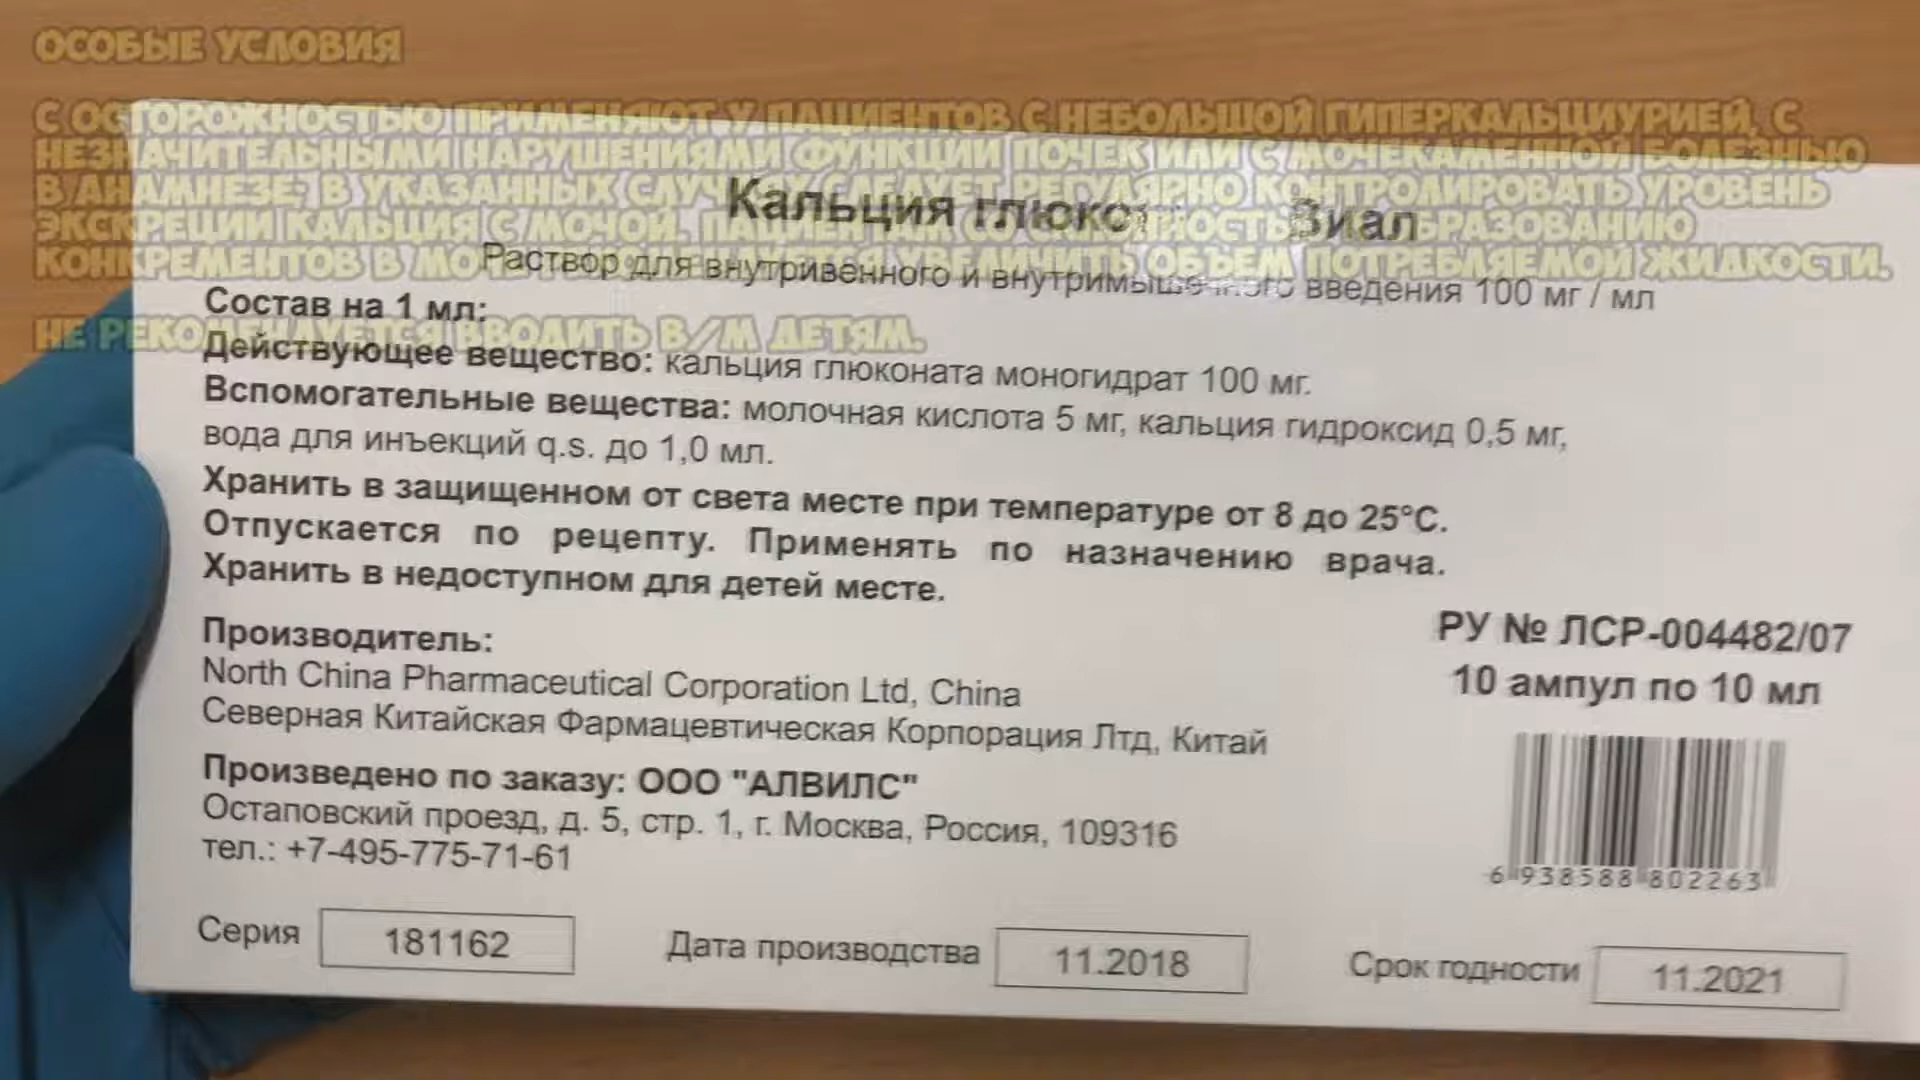 ОСОБЫЕ УСЛОВИЯ
С ОСТОРОЖНОСТЬЮ ПРИМЕНЯЮТ У ПАЦИЕНТОВ С НЕБОЛЬШОЙ ГИПЕРКАЛЬЦИУРИЕЙ, С
НЕЗНАЧИТЕЛЬНЫМИ НАРУШЕНИЯМИ ФУНКЦИИ ПОЧЕК ИЛИ С МОЧЕКАМЕННОЙ БОЛЕЗНЬЮ
В АНАМНЕЗЕ; В УКАЗАННЫХ СЛУЧАЯХ СЛЕДУЕТ РЕГУЛЯРНО КОНТРОЛИРОВАТЬ УРОВЕНЬ
ЭКСКРЕЦИИ КАЛЬЦИЯ С МОЧОЙ. ПАЦИЕНТАМ СО СКЛОННОСТЬЮ К ОБРАЗОВАНИЮ
КОНКРЕМЕНТОВ В УВЕЛИЧИТЬ ОБЪЕМ ПОТРЕБЛЯЕМОЙ ЖИДКОСТИ.
НЕ РЕКОМЕНДУЕТСЯ ВВОДИТЬ В/М ДЕТЯМ.
Кальция Виал
Раствор для внутривенного и внутримышечного введения 100 мг / мл
Состав на 1 мл:
Действующее вещество: кальция глюконата моногидрат 100 мг.
Вспомогательные вещества: молочная кислота 5 мг, кальция гидроксид 0,5 мг,
вода для инъекций q.s. до 1,0 мл.
Хранить в защищенном от света месте при температуре от 8 до 25°С.
Отпускается по рецепту. Применять по назначению врача.
Хранить в недоступном для детей месте.
Производитель:
North China Pharmaceutical Corporation Ltd, China
Северная Китайская Фармацевтическая Корпорация Лтд, Китай
Произведено по заказу: ООО "АЛВИЛС"
Остаповский проезд, д. 5, стр. 1, г. Москва, Россия, 109316
тел.: +7-495-775-71-61
РУ № ЛСР-004482/07
10 ампул по 10 мл
6 938588 802263
Серия 181162 Дата производства 11.2018 Срок годности 11.2021